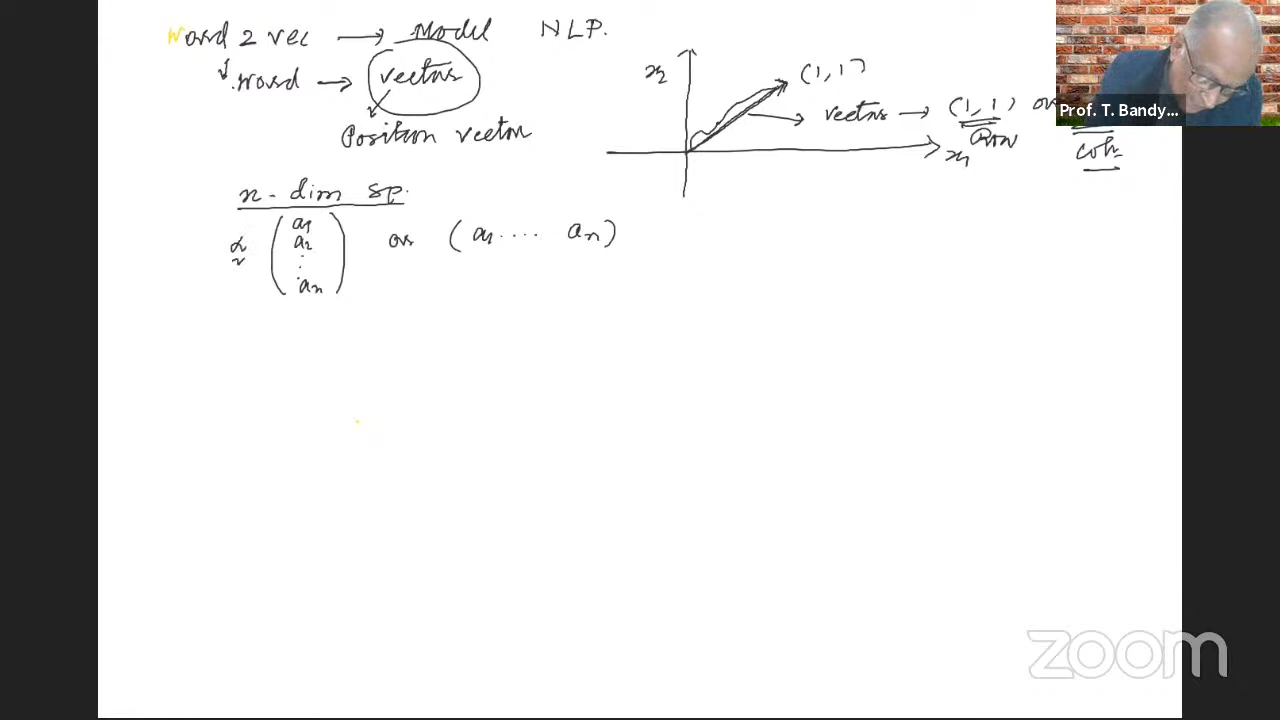 Word 2 vec → Model NLP.
word → vectors
Position vector
x2
(1, 1)
vectors → (1, 1) or
Row
x1
Coln
n-dim sp.
α ( a1 a2 ⋮ an ) or ( a1 .... an )
Prof. T. Bandy...
zoom